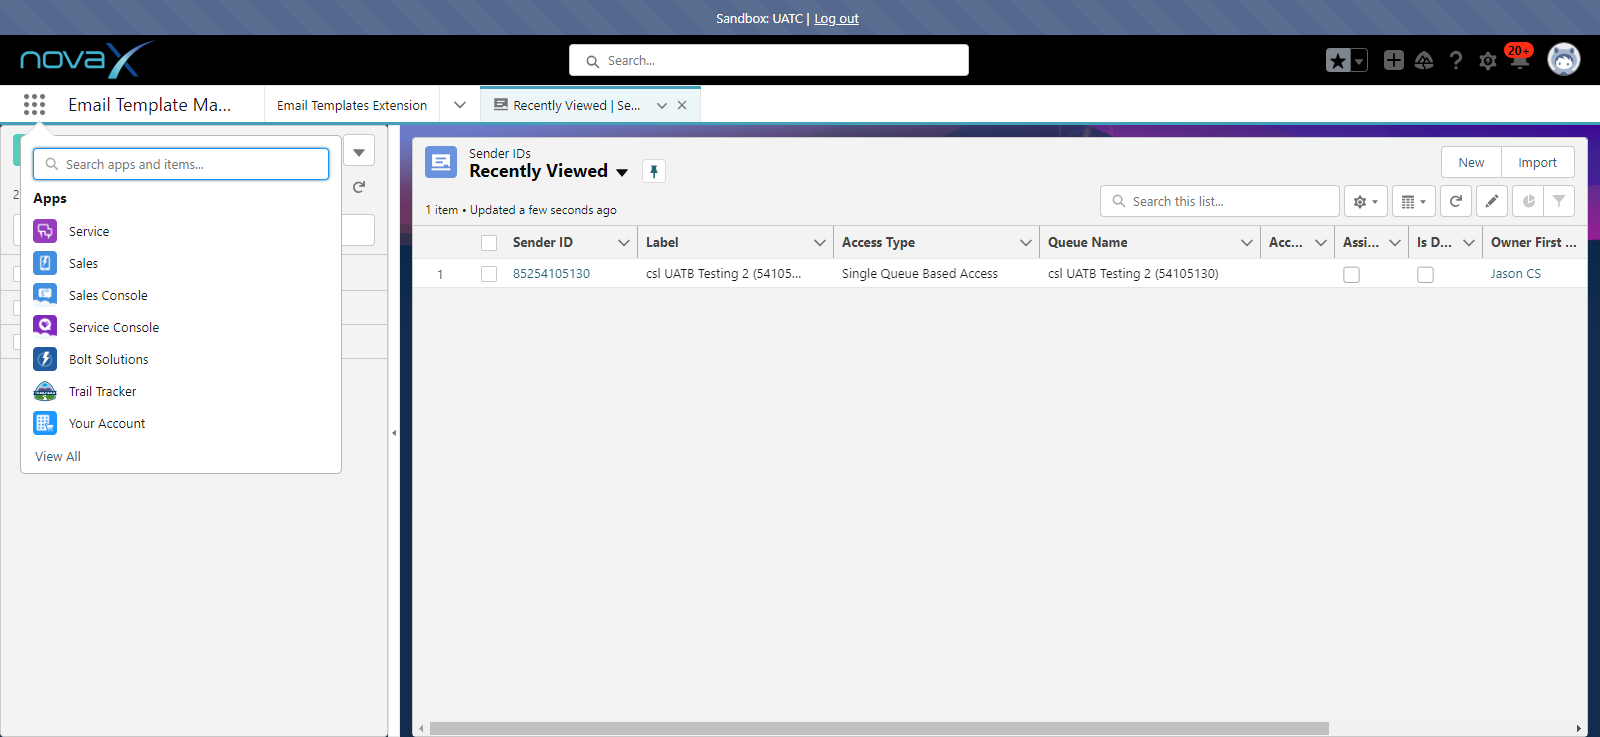 Sandbox: UATC | Log out
novaX
Search...
20+
Email Template Ma...
Email Templates Extension
Recently Viewed | Se...
Search apps and items...
Apps
Service
Sales
Sales Console
Service Console
Bolt Solutions
Trail Tracker
Your Account
View All
2
Sender IDs
Recently Viewed
New
Import
1 item • Updated a few seconds ago
Search this list...
Sender ID
Label
Access Type
Queue Name
Acc...
Assi...
Is D...
Owner First ...
1
85254105130
csl UATB Testing 2 (54105...
Single Queue Based Access
csl UATB Testing 2 (54105130)
Jason CS